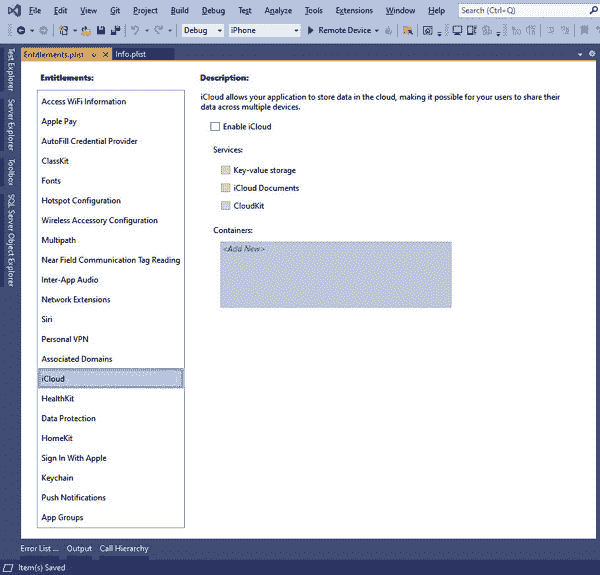 File Edit View Git Project Build Debug Test Analyze Tools Extensions Window Help Search (Ctrl+Q)
Debug iPhone Remote Device
Entitlements.plist Info.plist
Test Explorer
Server Explorer
Toolbox
SQL Server Object Explorer
Entitlements:
Access WiFi Information
Apple Pay
AutoFill Credential Provider
ClassKit
Fonts
Hotspot Configuration
Wireless Accessory Configuration
Multipath
Near Field Communication Tag Reading
Inter-App Audio
Network Extensions
Siri
Personal VPN
Associated Domains
iCloud
HealthKit
Data Protection
HomeKit
Sign In With Apple
Keychain
Push Notifications
App Groups
Description:
iCloud allows your application to store data in the cloud, making it possible for your users to share their
data across multiple devices.
Enable iCloud
Services:
Key-value storage
iCloud Documents
CloudKit
Containers:
<Add New>
Error List ... Output Call Hierarchy
Item(s) Saved